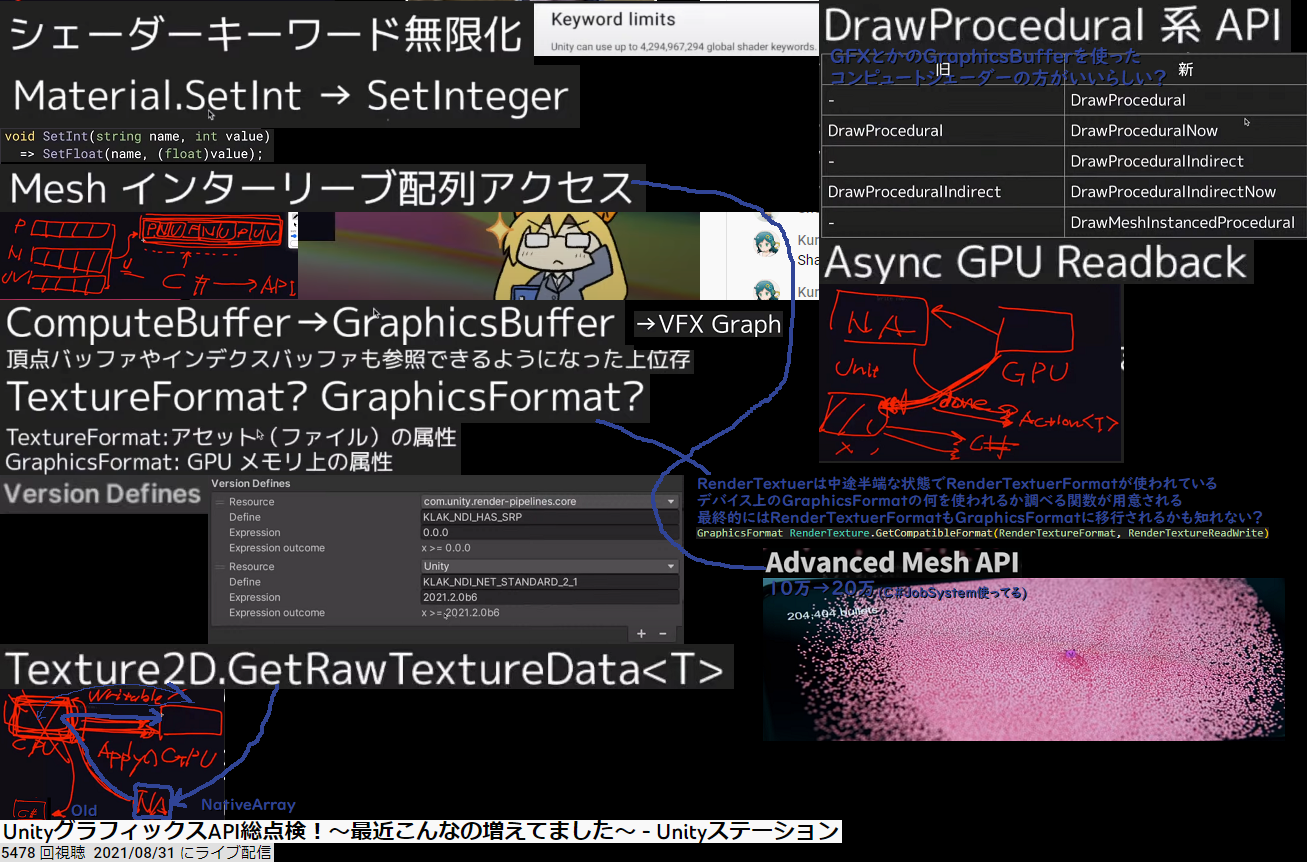 シェーダーキーワード無限化
Keyword limits
Unity can use up to 4,294,967,294 global shader keywords.
Material.SetInt → SetInteger
void SetInt(string name, int value)
=> SetFloat(name, (float)value);
Mesh インターリーブ配列アクセス
P
N
UV
PNUPNUPUV
C# → API
Kur
Sha
Kur
ComputeBuffer→GraphicsBuffer →VFX Graph
頂点バッファやインデクスバッファも参照できるようになった上位存
TextureFormat? GraphicsFormat?
TextureFormat:アセット（ファイル）の属性
GraphicsFormat: GPU メモリ上の属性
Version Defines
Version Defines
Resource com.unity.render-pipelines.core
Define KLAK_NDI_HAS_SRP
Expression 0.0.0
Expression outcome x >= 0.0.0
Resource Unity
Define KLAK_NDI_NET_STANDARD_2_1
Expression 2021.2.0b6
Expression outcome x >= 2021.2.0b6
+ −
Texture2D.GetRawTextureData<T>
Writable
CPU Apply() GPU
C# Old NA NativeArray
DrawProcedural 系 API
GFXとかのGraphicsBufferを使った
コンピュートシェーダーの方がいいらしい？
旧 新
- DrawProcedural
DrawProcedural DrawProceduralNow
- DrawProceduralIndirect
DrawProceduralIndirect DrawProceduralIndirectNow
- DrawMeshInstancedProcedural
Async GPU Readback
NA
Unit
GPU
done
Action<T>
C#
RenderTextuerは中途半端な状態でRenderTextuerFormatが使われている
デバイス上のGraphicsFormatの何を使われるか調べる関数が用意される
最終的にはRenderTextuerFormatもGraphicsFormatに移行されるかも知れない？
GraphicsFormat RenderTexture.GetCompatibleFormat(RenderTextureFormat, RenderTextureReadWrite)
Advanced Mesh API
10万→20万(C#JobSystem使ってる)
204,404 bullets
UnityグラフィックスAPI総点検！〜最近こんなの増えてました〜 - Unityステーション
5478 回視聴 2021/08/31 にライブ配信